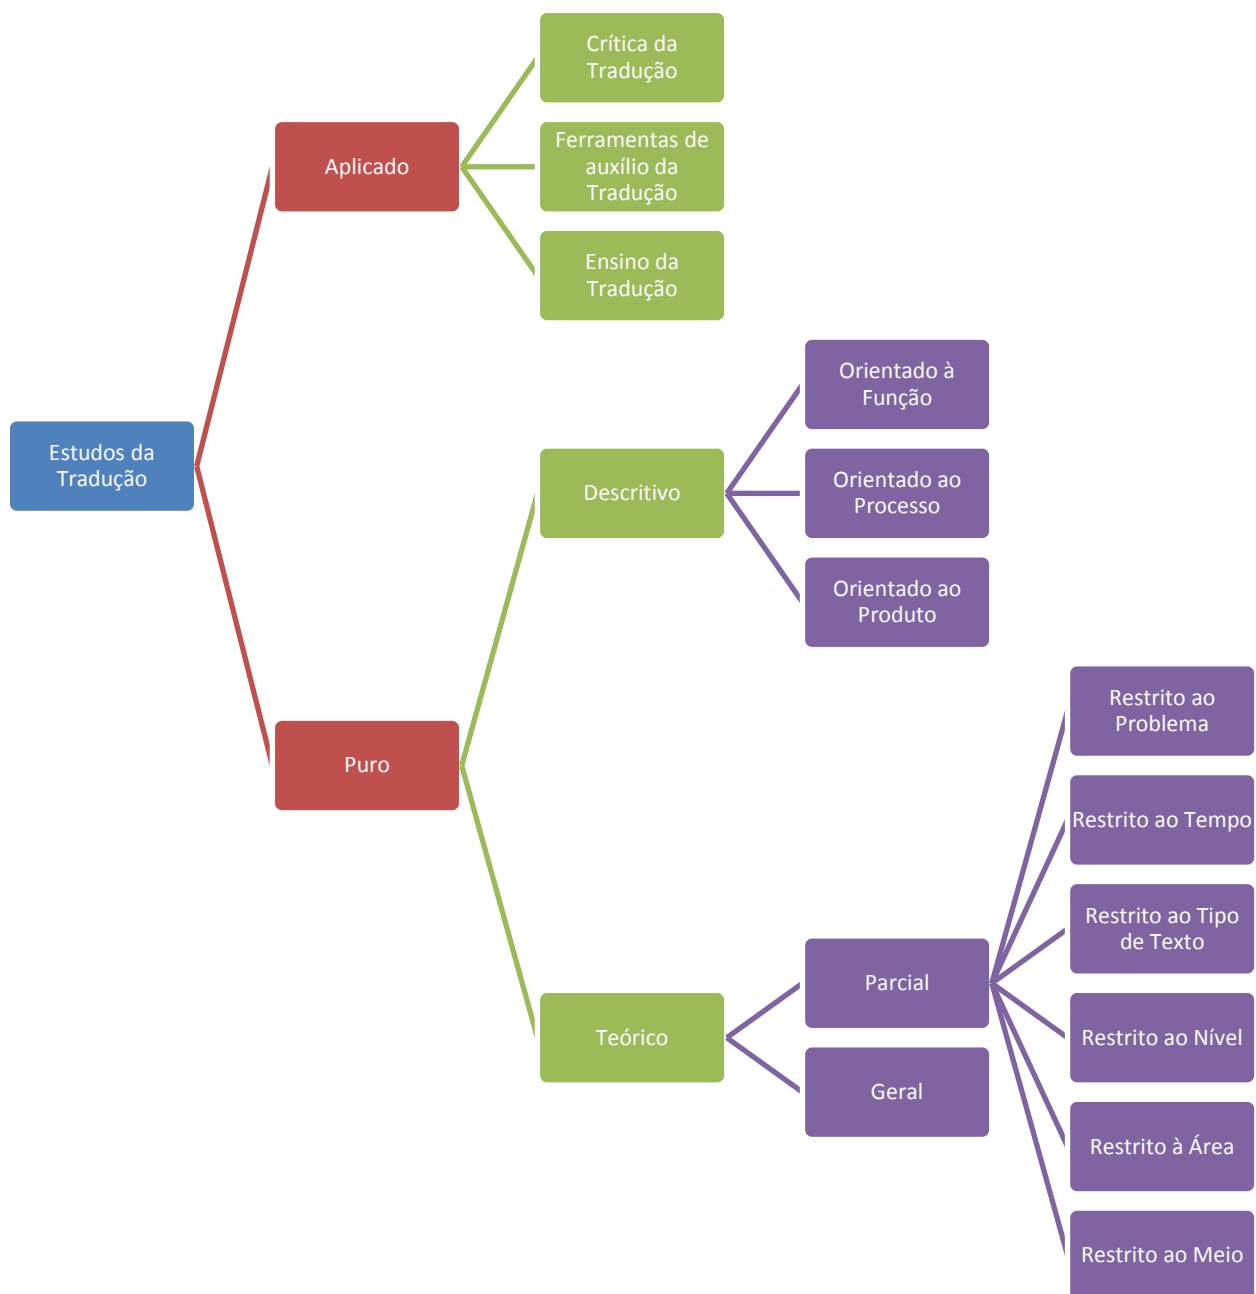 Crítica da
Tradução
Aplicado
Ferramentas de
auxílio da
Tradução
Ensino da
Tradução
Estudos da
Tradução
Orientado à
Função
Descritivo
Orientado ao
Processo
Orientado ao
Produto
Puro
Restrito ao
Problema
Restrito ao Tempo
Restrito ao Tipo
de Texto
Parcial
Teórico
Restrito ao Nível
Geral
Restrito à Área
Restrito ao Meio